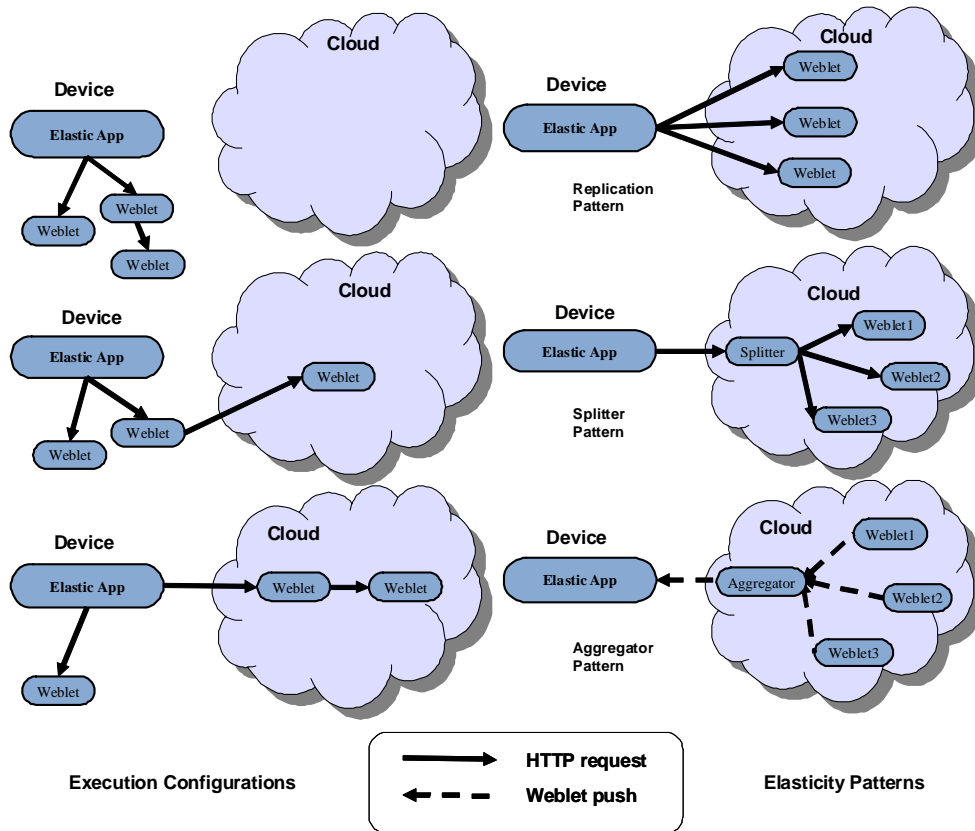 Cloud
Device
Elastic App
Weblet
Weblet
Weblet
Cloud
Device
Elastic App
Weblet
Weblet
Weblet
Replication
Pattern
Cloud
Device
Elastic App
Weblet
Weblet
Weblet
Cloud
Device
Elastic App
Splitter
Weblet1
Weblet2
Weblet3
Splitter
Pattern
Cloud
Device
Elastic App
Weblet
Weblet
Weblet
Cloud
Device
Elastic App
Aggregator
Weblet1
Weblet2
Weblet3
Aggregator
Pattern
Execution Configurations
HTTP request
Weblet push
Elasticity Patterns